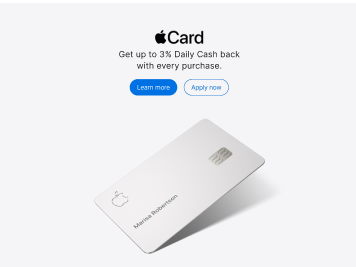 Card
Get up to 3% Daily Cash back
with every purchase.
Learn more
Apply now
Marisa Robertson